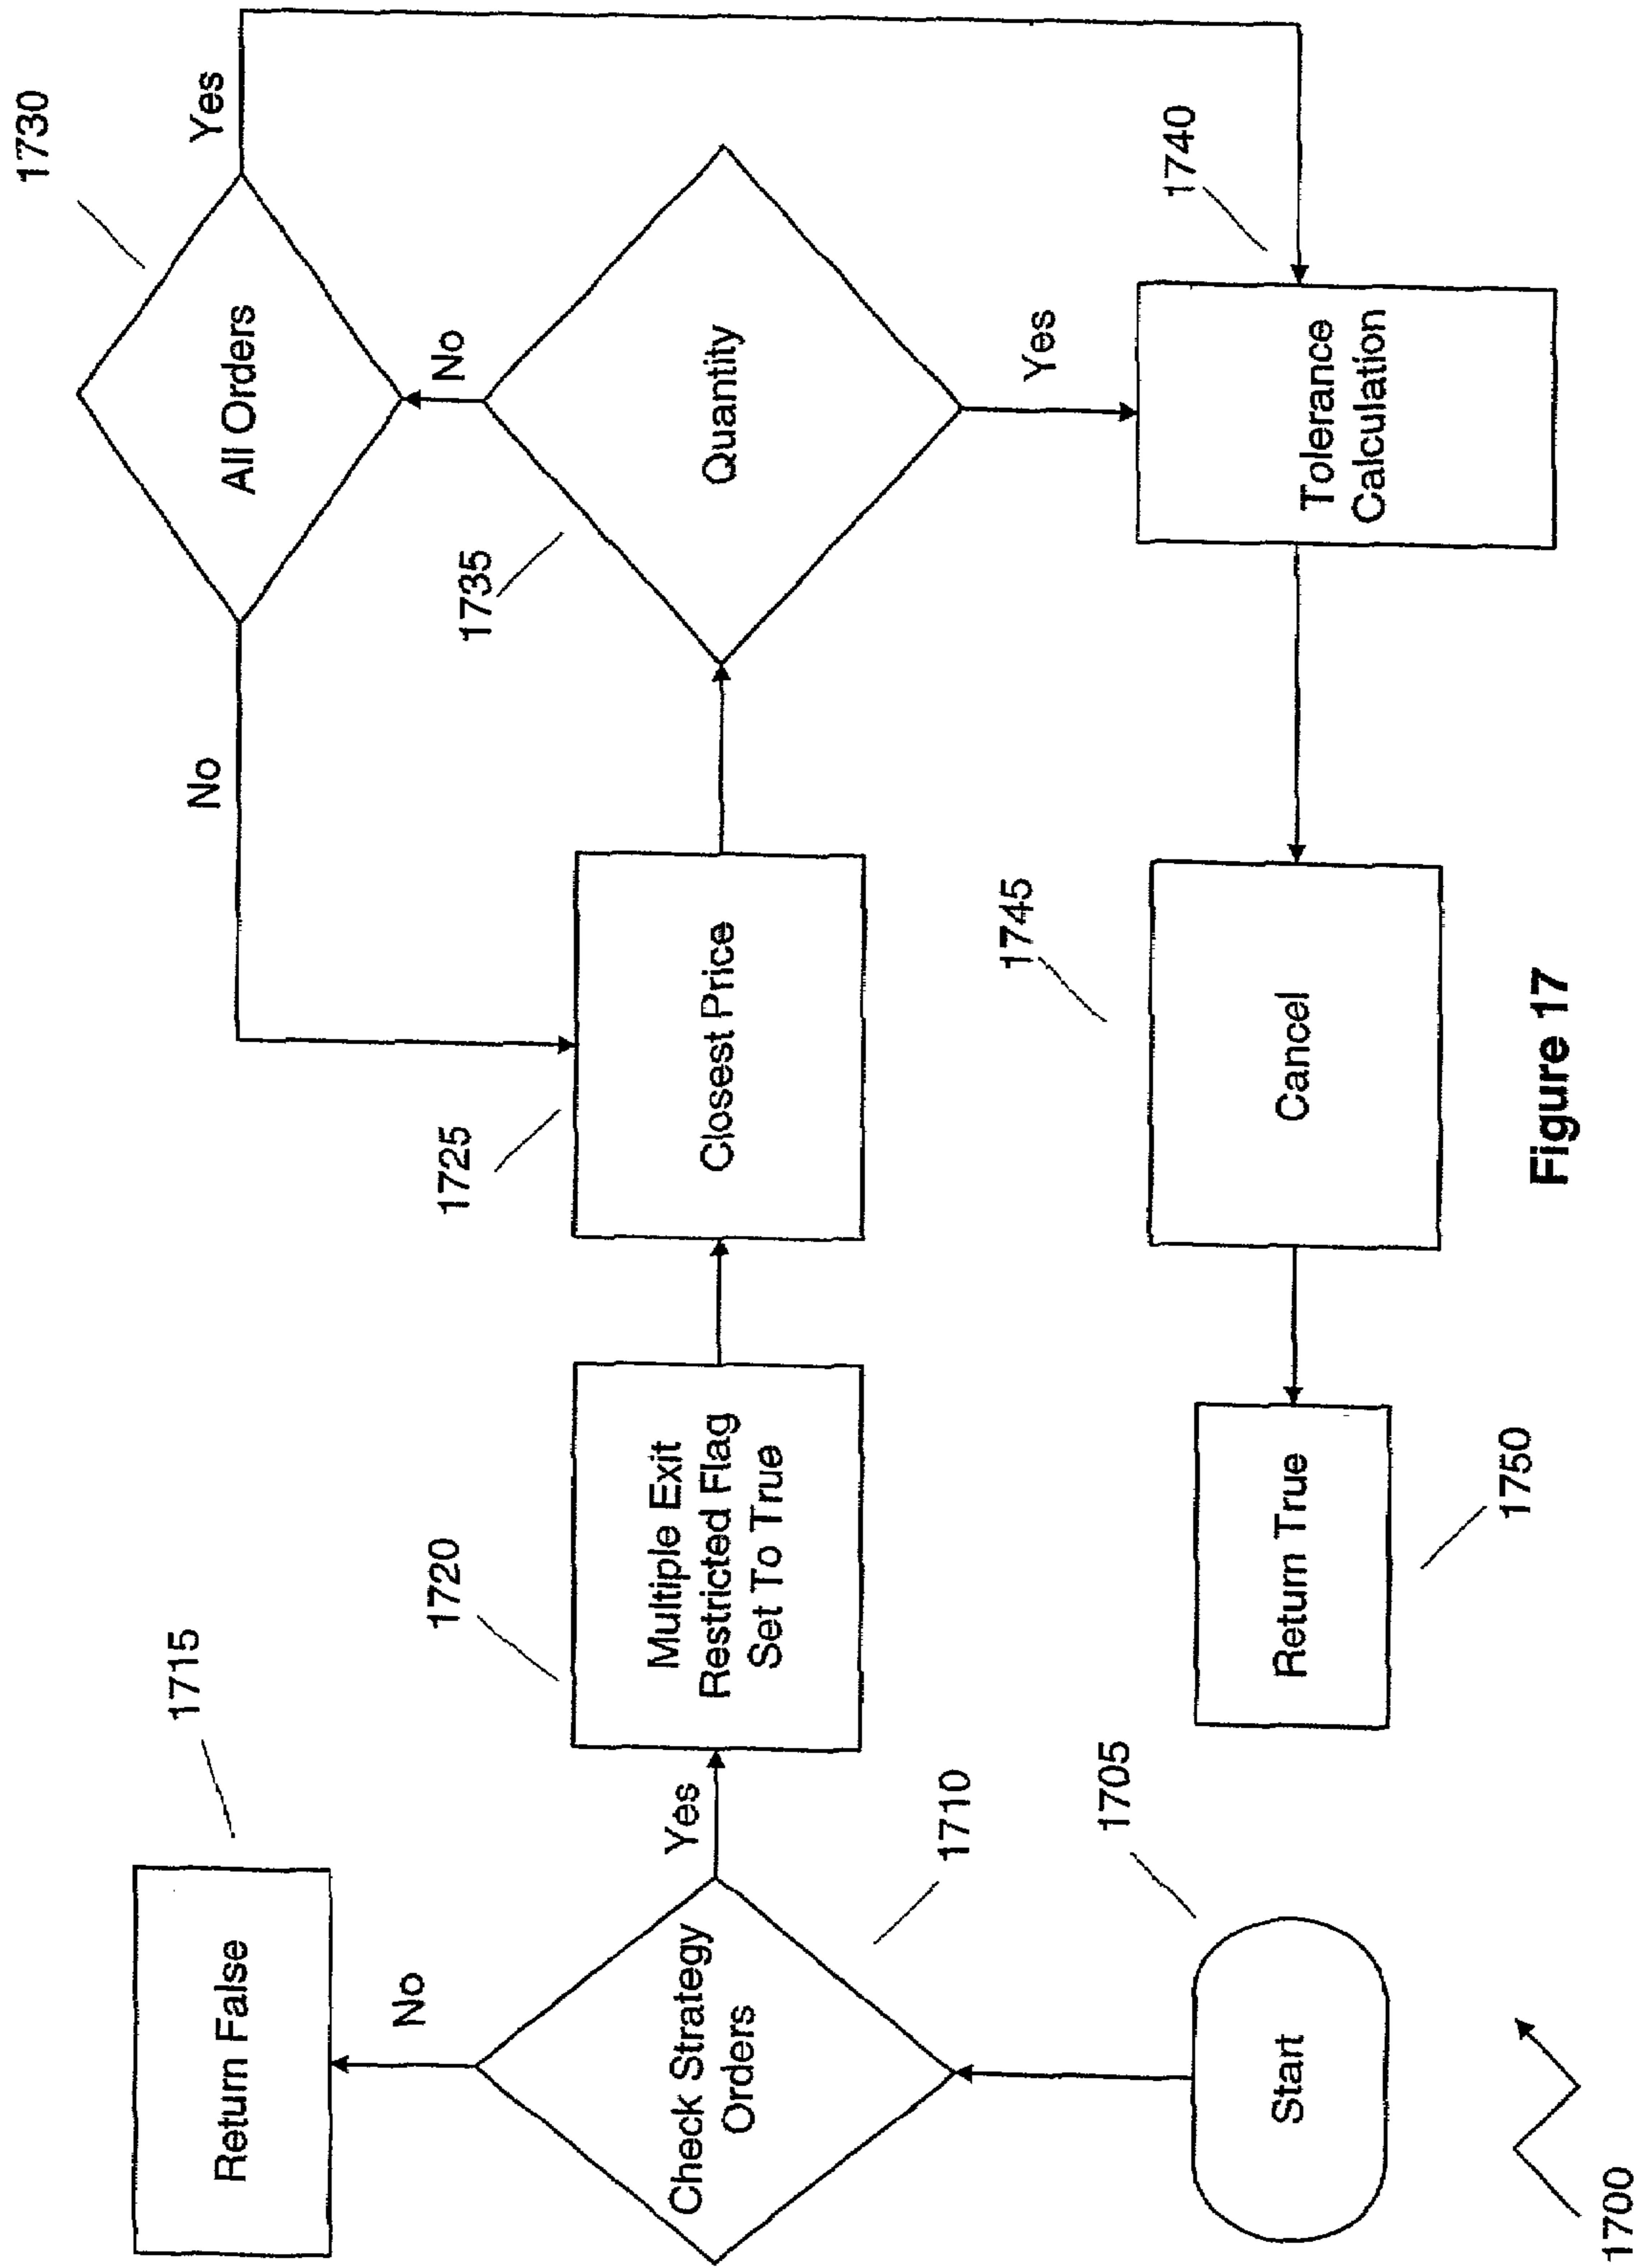 1715
Return False
No
Check Strategy
Orders
Yes
1710
1705
Start
1700
1720
Multiple Exit
Restricted Flag
Set To True
1725
Closest Price
No
1730
All Orders
Yes
No
1735
Quantity
Yes
1740
Tolerance
Calculation
1745
Cancel
Return True
1750
Figure 17